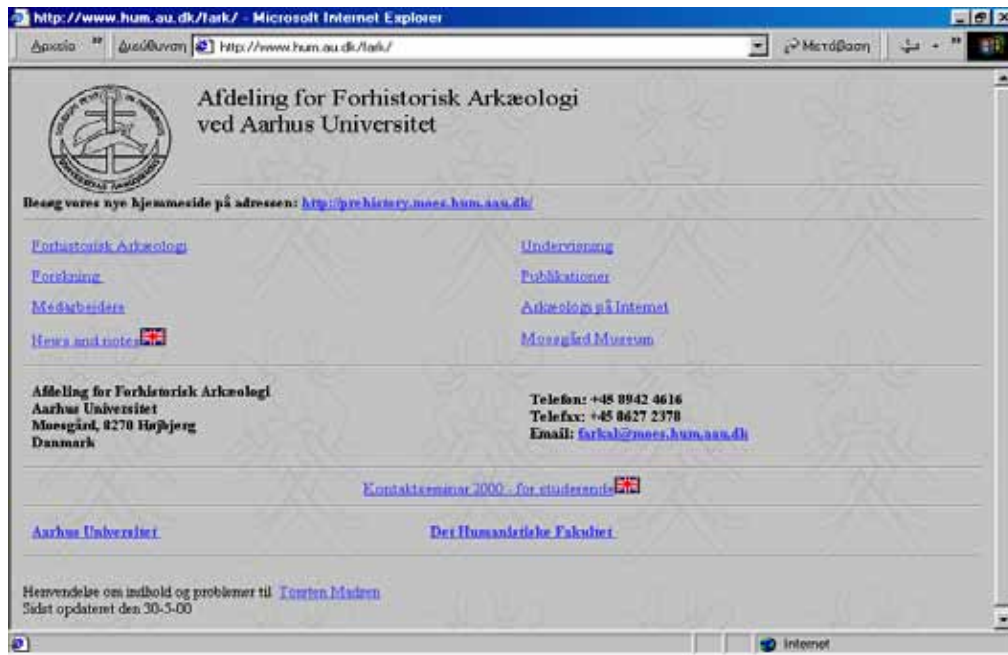 http://www.hum.au.dk/fark/ - Microsoft Internet Explorer
Αρχείο » Διεύθυνση http://www.hum.au.dk/fark/ Μετάβαση »
Afdeling for Forhistorisk Arkæologi
ved Aarhus Universitet
Besøg vores nye hjemmeside på adressen: http://prehistory.moes.hum.aau.dk/
Forhistorisk Arkæologi Undervisning
Forskning Publikationer
Medarbejdere Arkæologi på Internet
News and notes Moesgård Museum
Afdeling for Forhistorisk Arkæologi
Aarhus Universitet
Moesgård, 8270 Højbjerg
Danmark
Telefon: +45 8942 4616
Telefax: +45 8627 2378
Email: farkal@moes.hum.aau.dk
Kontaktseminar 2000 - for studerende
Aarhus Universitet Det Humanistiske Fakultet
Henvendelse om indhold og problemer til Torsten Madsen
Sidst opdateret den 30-5-00
Internet